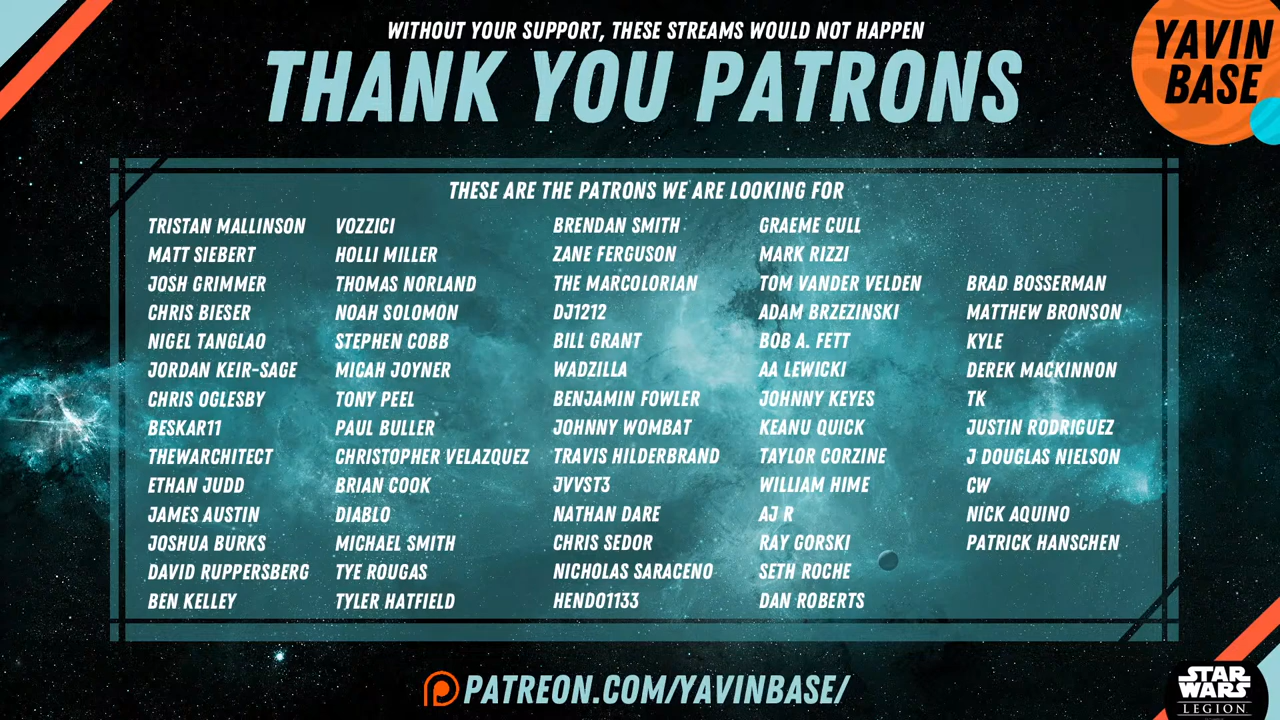 WITHOUT YOUR SUPPORT, THESE STREAMS WOULD NOT HAPPEN
THANK YOU PATRONS
YAVIN
BASE
THESE ARE THE PATRONS WE ARE LOOKING FOR
TRISTAN MALLINSON
MATT SIEBERT
JOSH GRIMMER
CHRIS BIESER
NIGEL TANGLAO
JORDAN KEIR-SAGE
CHRIS OGLESBY
BESKAR11
THEWARCHITECT
ETHAN JUDD
JAMES AUSTIN
JOSHUA BURKS
DAVID RUPPERSBERG
BEN KELLEY
VOZZICI
HOLLI MILLER
THOMAS NORLAND
NOAH SOLOMON
STEPHEN COBB
MICAH JOYNER
TONY PEEL
PAUL BULLER
CHRISTOPHER VELAZQUEZ
BRIAN COOK
DIABLO
MICHAEL SMITH
TYE ROUGAS
TYLER HATFIELD
BRENDAN SMITH
ZANE FERGUSON
THE MARCOLORIAN
DJ1212
BILL GRANT
WADZILLA
BENJAMIN FOWLER
JOHNNY WOMBAT
TRAVIS HILDERBRAND
JVVST3
NATHAN DARE
CHRIS SEDOR
NICHOLAS SARACENO
HENDO1133
GRAEME CULL
MARK RIZZI
TOM VANDER VELDEN
ADAM BRZEZINSKI
BOB A. FETT
AA LEWICKI
JOHNNY KEYES
KEANU QUICK
TAYLOR CORZINE
WILLIAM HIME
AJ R
RAY GORSKI
SETH ROCHE
DAN ROBERTS
BRAD BOSSERMAN
MATTHEW BRONSON
KYLE
DEREK MACKINNON
TK
JUSTIN RODRIGUEZ
J DOUGLAS NIELSON
CW
NICK AQUINO
PATRICK HANSCHEN
PATREON.COM/YAVINBASE/
STAR
WARS
LEGION